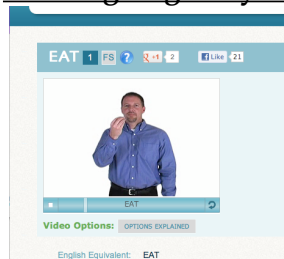 EAT 1 FS ? +1 2 Like 21
EAT
Video Options: OPTIONS EXPLAINED
English Equivalent: EAT